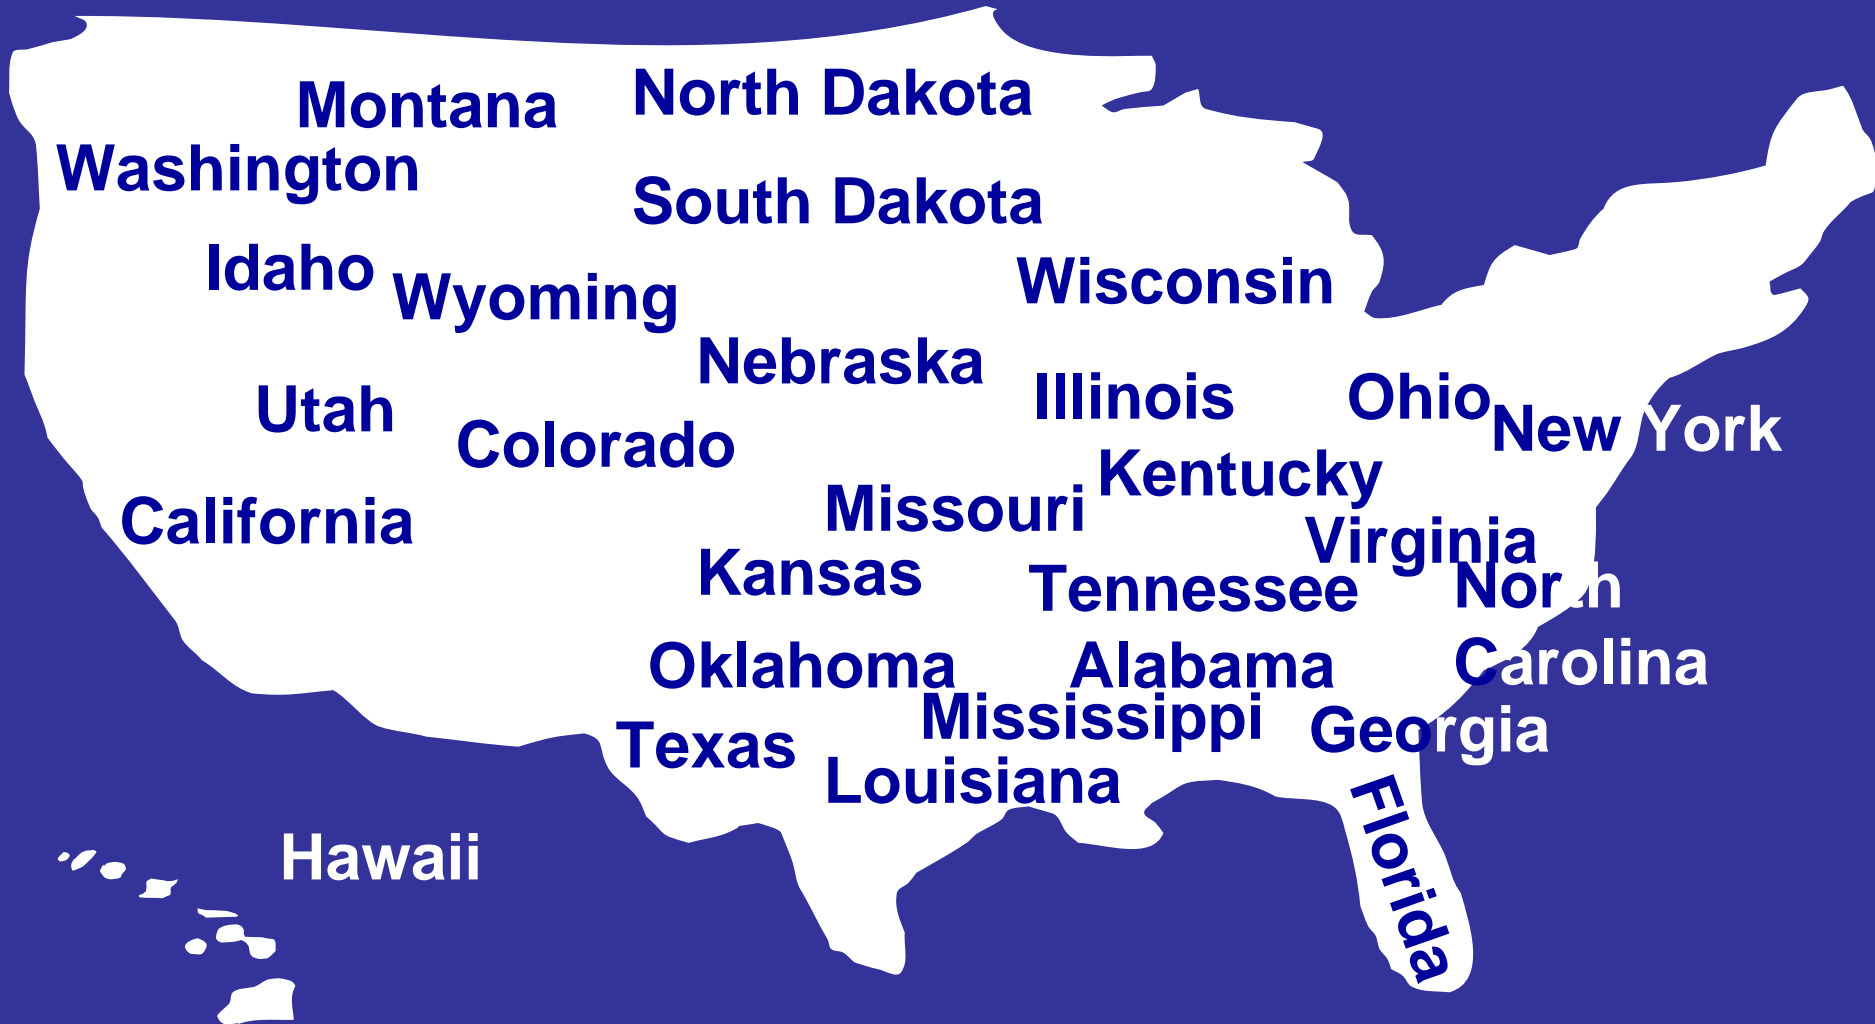 North Dakota
Montana
Washington
South Dakota
Idaho
Wyoming
Wisconsin
Nebraska
Illinois
Ohio
New York
Utah
Colorado
Kentucky
Missouri
California
Virginia
Kansas
Tennessee
North
Carolina
Oklahoma
Alabama
Mississippi
Georgia
Texas
Louisiana
Florida
Hawaii